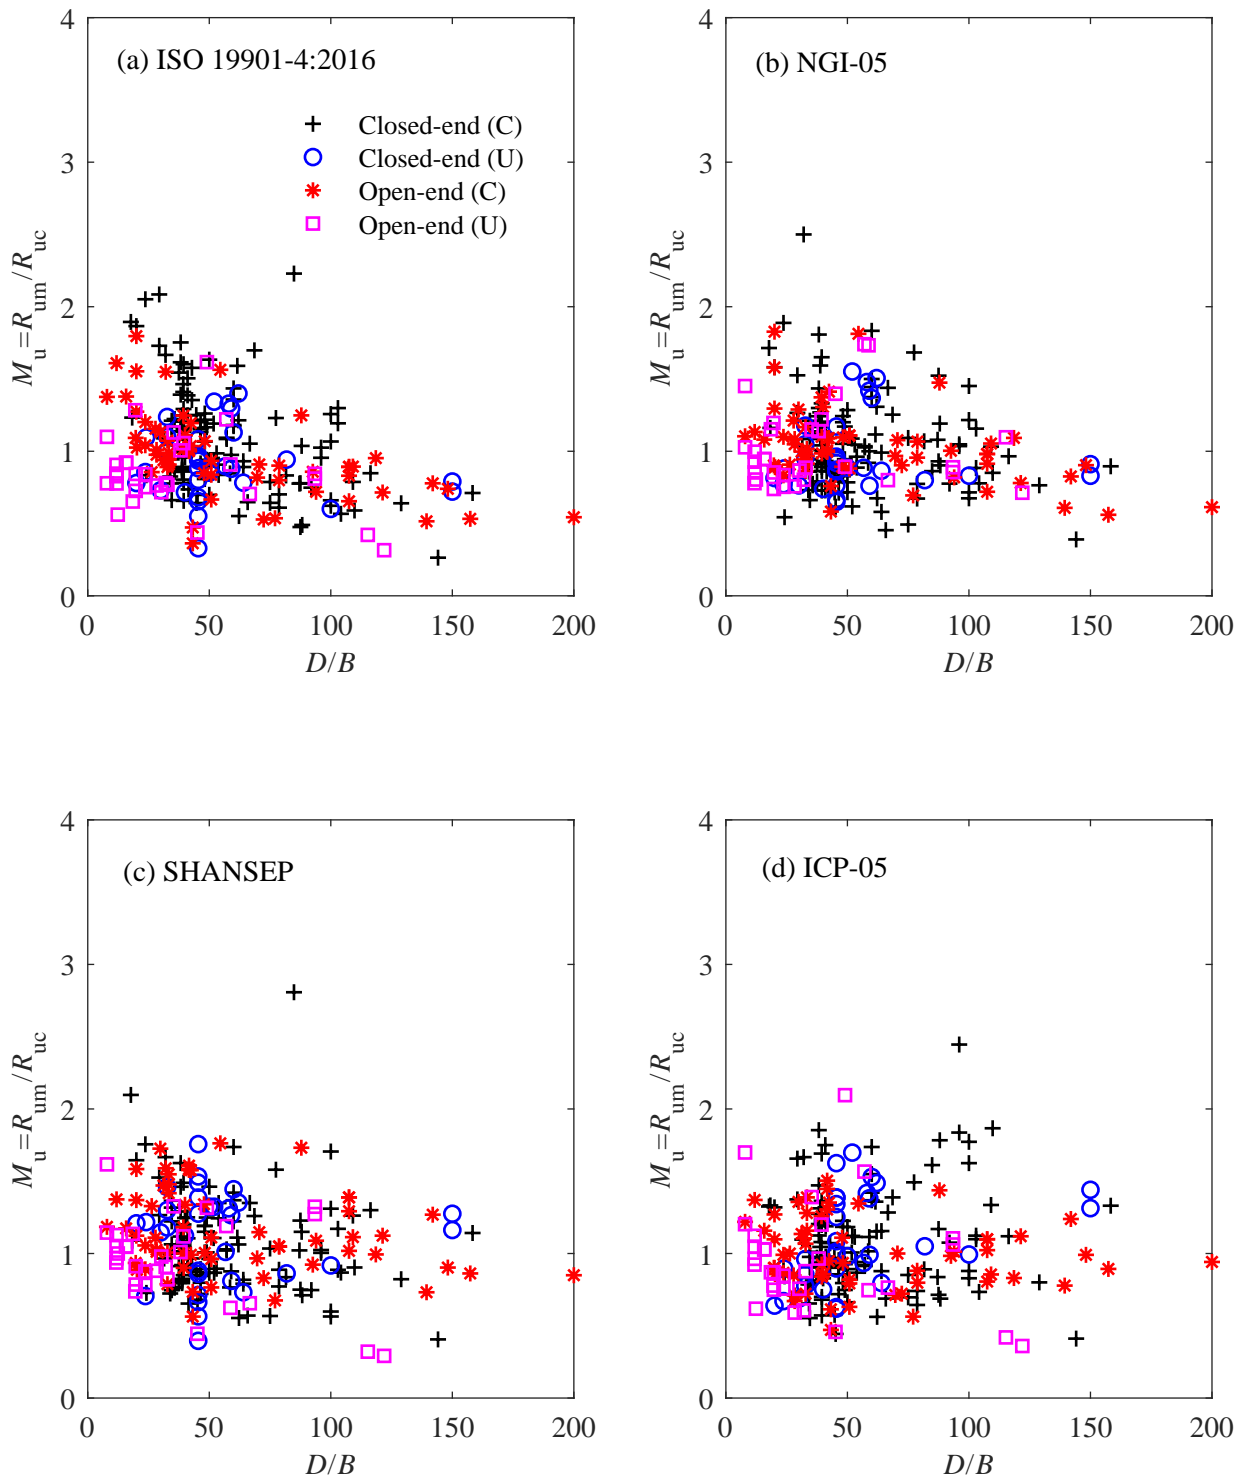 4
(a) ISO 19901-4:2016
Closed-end (C)
3
Closed-end (U)
Open-end (C)
Open-end (U)
2
1
0
M_u=R_um/R_uc
0 50 100 150 200
D/B
4
(b) NGI-05
3
2
1
0
M_u=R_um/R_uc
0 50 100 150 200
D/B
4
(c) SHANSEP
3
2
1
0
M_u=R_um/R_uc
0 50 100 150 200
D/B
4
(d) ICP-05
3
2
1
0
M_u=R_um/R_uc
0 50 100 150 200
D/B